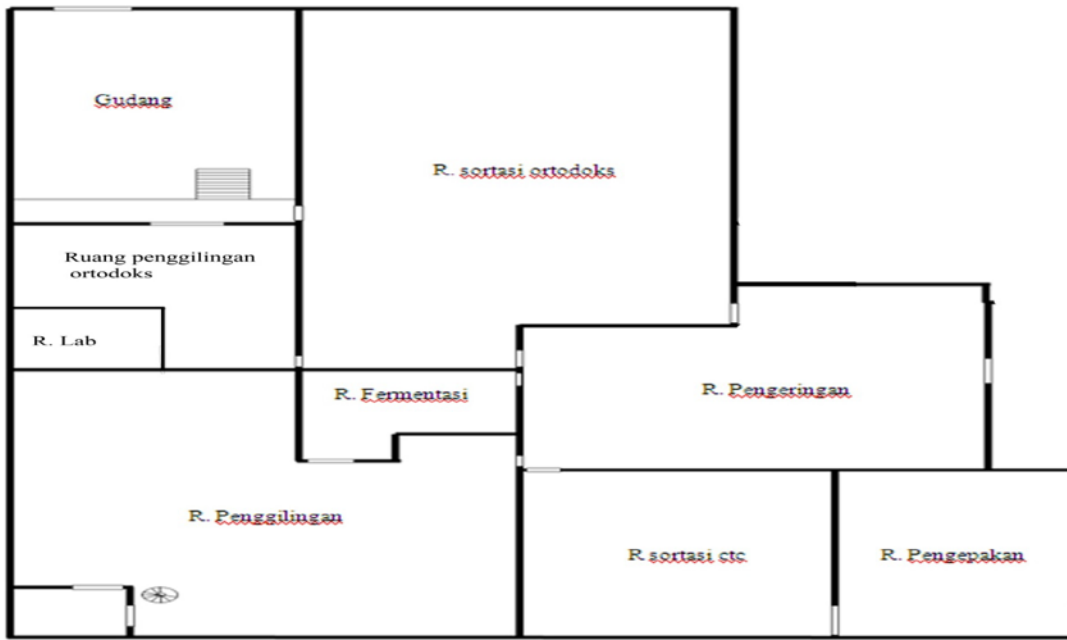 Gudang
R. sortasi ortodoks
Ruang penggilingan
ortodoks
R. Lab
R. Fermentasi
R. Pengeringan
R. Penggilingan
R sortasi ctc
R. Pengepakan